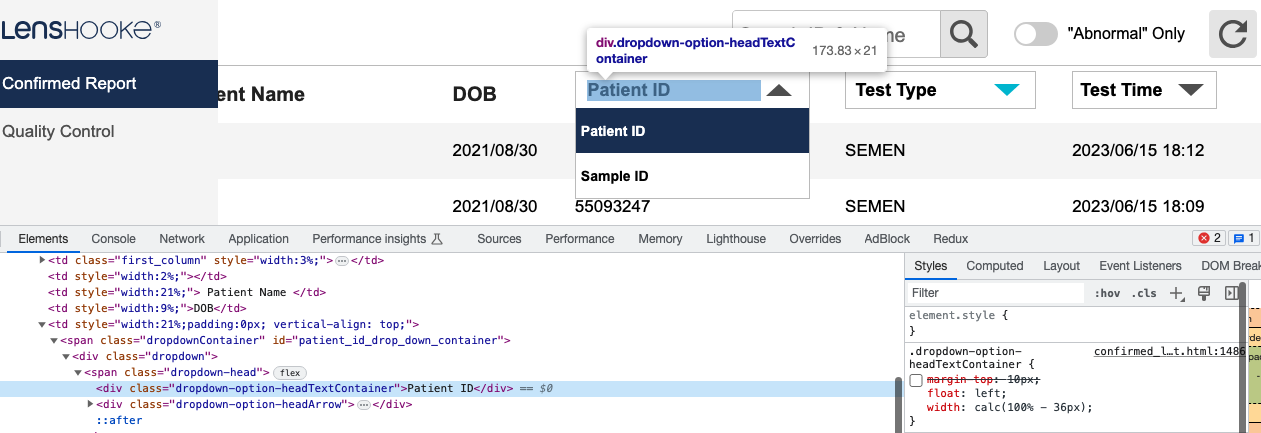 LENSHOOKE®
Name
"Abnormal" Only
div.dropdown-option-headTextC
ontainer
173.83 × 21
Confirmed Report
Quality Control
ent Name
DOB
Patient ID
Test Type
Test Time
Patient ID
2021/08/30
SEMEN
2023/06/15 18:12
Sample ID
2021/08/30
55093247
SEMEN
2023/06/15 18:09
Elements Console Network Application Performance insights Sources Performance Memory Lighthouse Overrides AdBlock Redux 2 1
<td class="first_column" style="width:3%;">…</td>
<td style="width:2%;"></td>
<td style="width:21%;"> Patient Name </td>
<td style="width:9%;">DOB</td>
<td style="width:21%;padding:0px; vertical-align: top;">
<span class="dropdownContainer" id="patient_id_drop_down_container">
<div class="dropdown">
<span class="dropdown-head"> flex
<div class="dropdown-option-headTextContainer">Patient ID</div> == $0
<div class="dropdown-option-headArrow">…</div>
::after
Styles Computed Layout Event Listeners DOM Break
Filter
:hov .cls
element.style {
}
.dropdown-option-
headTextContainer {
confirmed_l…t.html:1486
margin-top: 10px;
float: left;
width: calc(100% - 36px);
}